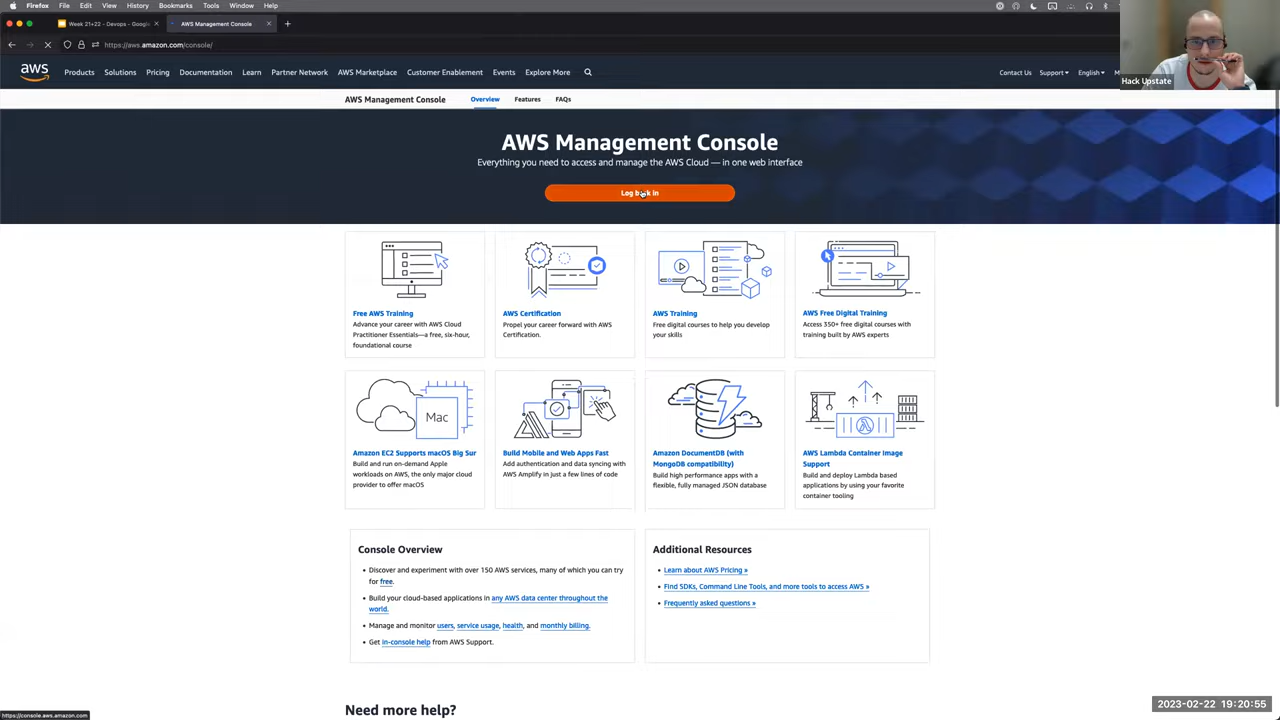 Firefox File Edit View History Bookmarks Tools Window Help
Week 21+22 - Devops - Google
AWS Management Console
https://aws.amazon.com/console/
aws
Products Solutions Pricing Documentation Learn Partner Network AWS Marketplace Customer Enablement Events Explore More
Contact Us Support English
Hack Upstate
AWS Management Console Overview Features FAQs
AWS Management Console
Everything you need to access and manage the AWS Cloud — in one web interface
Log back in
Free AWS Training
Advance your career with AWS Cloud
Practitioner Essentials—a free, six-hour,
foundational course
AWS Certification
Propel your career forward with AWS
Certification.
AWS Training
Free digital courses to help you develop
your skills
AWS Free Digital Training
Access 350+ free digital courses with
training built by AWS experts
Mac
Amazon EC2 Supports macOS Big Sur
Build and run on-demand Apple
workloads on AWS, the only major cloud
provider to offer macOS
Build Mobile and Web Apps Fast
Add authentication and data syncing with
AWS Amplify in just a few lines of code
Amazon DocumentDB (with
MongoDB compatibility)
Build high performance apps with a
flexible, fully managed JSON database
AWS Lambda Container Image
Support
Build and deploy Lambda based
applications by using your favorite
container tooling
Console Overview
• Discover and experiment with over 150 AWS services, many of which you can try
for free.
• Build your cloud-based applications in any AWS data center throughout the
world.
• Manage and monitor users, service usage, health, and monthly billing.
• Get in-console help from AWS Support.
Additional Resources
• Learn about AWS Pricing »
• Find SDKs, Command Line Tools, and more tools to access AWS »
• Frequently asked questions »
Need more help?
https://console.aws.amazon.com
2023-02-22 19:20:55